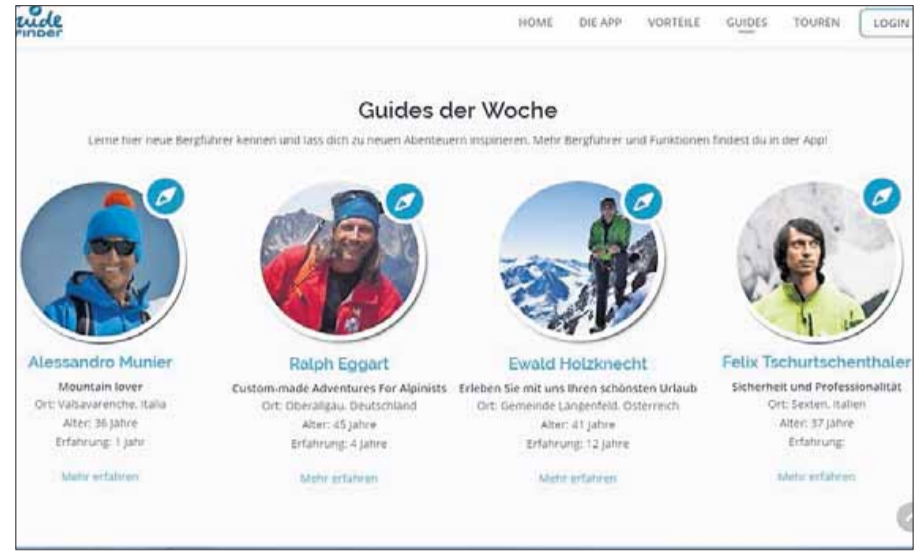 uide
FINDER
HOME DIE APP VORTEILE GUIDES TOUREN LOGIN
Guides der Woche
Lerne hier neue Bergführer kennen und lass dich zu neuen Abenteuern inspirieren. Mehr Bergführer und Funktionen findest du in der App!
Alessandro Munier
Mountain lover
Ort: Valsavarenche, Italia
Alter: 36 Jahre
Erfahrung: 1 Jahr
Mehr erfahren
Ralph Eggart
Custom-made Adventures For Alpinists
Ort: Oberallgäu, Deutschland
Alter: 45 Jahre
Erfahrung: 4 Jahre
Mehr erfahren
Ewald Holzknecht
Erleben Sie mit uns Ihren schönsten Urlaub
Ort: Gemeinde Längenfeld, Österreich
Alter: 41 Jahre
Erfahrung: 12 Jahre
Mehr erfahren
Felix Tschurtschenthaler
Sicherheit und Professionalität
Ort: Sexten, Italien
Alter: 37 Jahre
Erfahrung:
Mehr erfahren